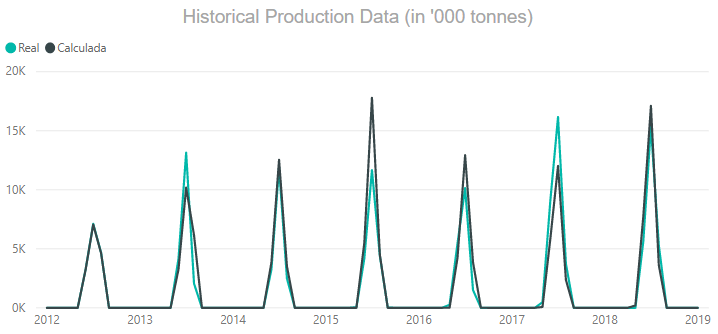 Historical Production Data (in '000 tonnes)
Real Calculada
20K
15K
10K
5K
0K
2012 2013 2014 2015 2016 2017 2018 2019